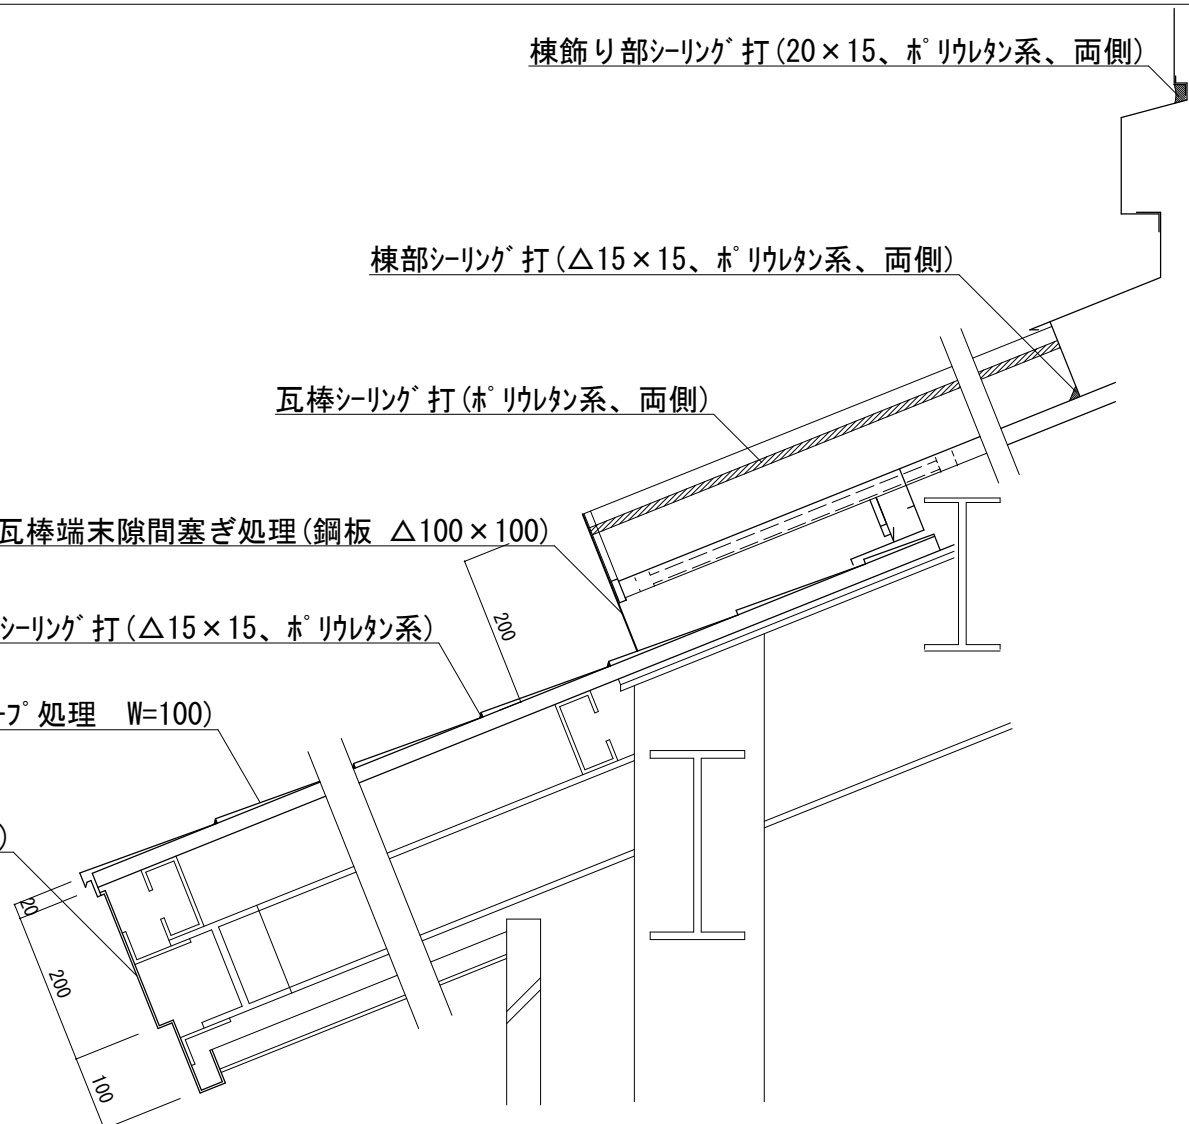 棟飾り部ｼｰﾘﾝｸﾞ打(20×15、ﾎﾟﾘｳﾚﾀﾝ系、両側)
棟部ｼｰﾘﾝｸﾞ打(△15×15、ﾎﾟﾘｳﾚﾀﾝ系、両側)
瓦棒ｼｰﾘﾝｸﾞ打(ﾎﾟﾘｳﾚﾀﾝ系、両側)
瓦棒端末隙間塞ぎ処理(鋼板 △100×100)
200
ｼｰﾘﾝｸﾞ打(△15×15、ﾎﾟﾘｳﾚﾀﾝ系)
ｰﾌﾟ処理 W=100)
)
20
200
100